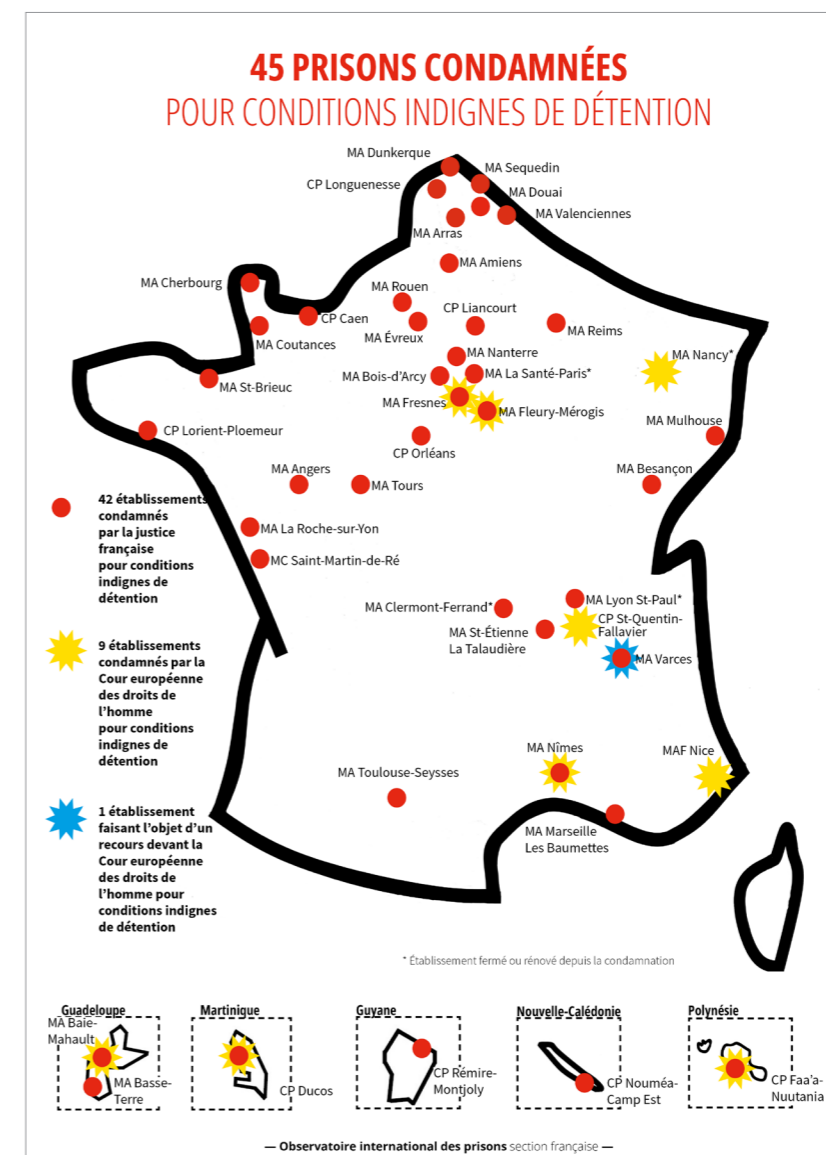 45 PRISONS CONDAMNÉES
POUR CONDITIONS INDIGNES DE DÉTENTION
MA Dunkerque
MA Sequedin
CP Longuenesse
MA Douai
MA Valenciennes
MA Arras
MA Amiens
MA Cherbourg
MA Rouen
CP Liancourt
CP Caen
MA Reims
MA Évreux
MA Coutances
MA Nanterre
MA Nancy*
MA Bois-d'Arcy
MA La Santé-Paris*
MA St-Brieuc
MA Fresnes
MA Fleury-Mérogis
MA Mulhouse
CP Lorient-Ploemeur
CP Orléans
MA Angers
MA Tours
MA Besançon
42 établissements
condamnés
par la justice
française
pour conditions
indignes de
détention
MA La Roche-sur-Yon
MC Saint-Martin-de-Ré
MA Clermont-Ferrand*
MA Lyon St-Paul*
CP St-Quentin-
Fallavier
MA St-Étienne
La Talaudière
MA Varces
9 établissements
condamnés par la
Cour européenne
des droits de
l'homme
pour conditions
indignes de
détention
MA Nîmes
MAF Nice
MA Toulouse-Seysses
MA Marseille
Les Baumettes
1 établissement
faisant l'objet d'un
recours devant la
Cour européenne
des droits de
l'homme pour
conditions indignes
de détention
* Établissement fermé ou rénové depuis la condamnation
Guadeloupe
MA Baie-
Mahault
MA Basse-
Terre
Martinique
CP Ducos
Guyane
CP Rémire-
Montjoly
Nouvelle-Calédonie
CP Nouméa-
Camp Est
Polynésie
CP Faa'a-
Nuutania
— Observatoire international des prisons section française —